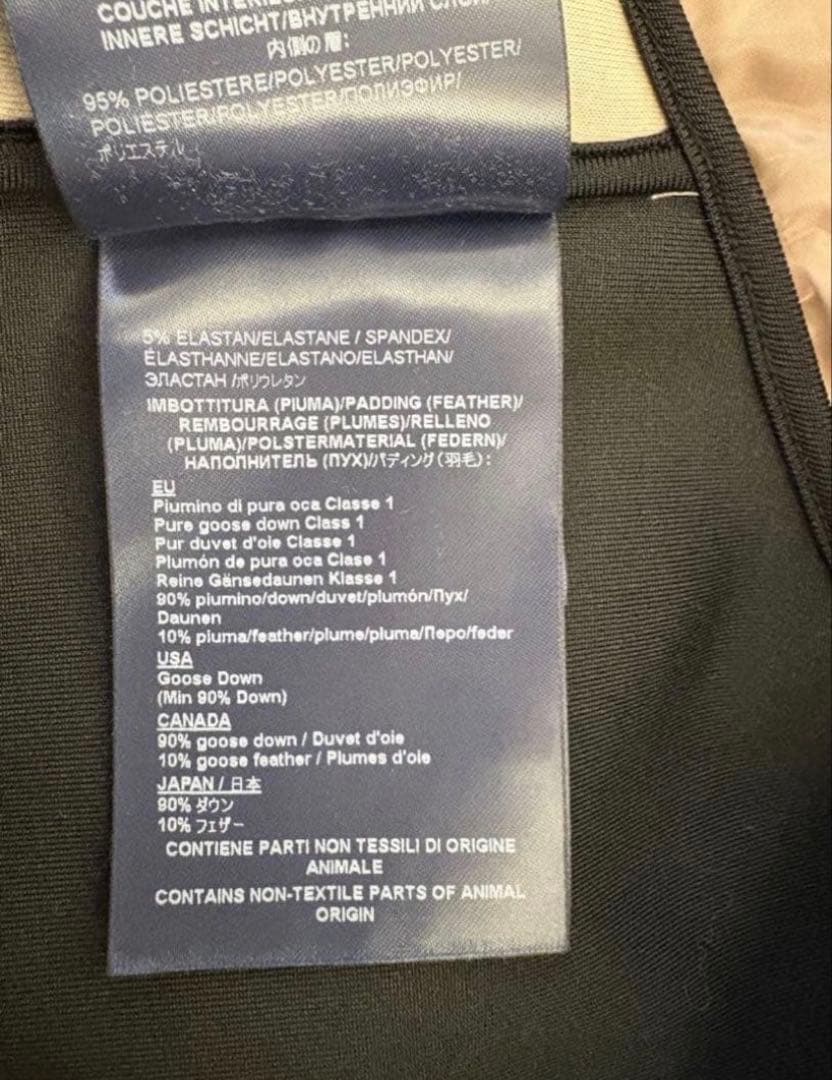 COUCHE INTERIEU
INNERE SCHICHT/ВНУТРЕННИЙ СЛОЙ/
内側の層:
95% POLIESTERE/POLYESTER/POLYESTER/
POLIÉSTER/POLYESTER/ПОЛИЭФИР/
ポリエステル
5% ELASTAN/ELASTANE / SPANDEX/
ÉLASTHANNE/ELASTANO/ELASTHAN/
ЭЛАСТАН /ポリウレタン
IMBOTTITURA (PIUMA)/PADDING (FEATHER)/
REMBOURRAGE (PLUMES)/RELLENO
(PLUMA)/POLSTERMATERIAL (FEDERN)/
НАПОЛНИТЕЛЬ (ПУХ)/パディング(羽毛):
EU
Piumino di pura oca Classe 1
Pure goose down Class 1
Pur duvet d'oie Classe 1
Plumón de pura oca Clase 1
Reine Gänsedaunen Klasse 1
90% piumino/down/duvet/plumón/Пух/
Daunen
10% piuma/feather/plume/pluma/Перо/feder
USA
Goose Down
(Min 90% Down)
CANADA
90% goose down / Duvet d'oie
10% goose feather / Plumes d'oie
JAPAN / 日本
90% ダウン
10% フェザー
CONTIENE PARTI NON TESSILI DI ORIGINE
ANIMALE
CONTAINS NON-TEXTILE PARTS OF ANIMAL
ORIGIN